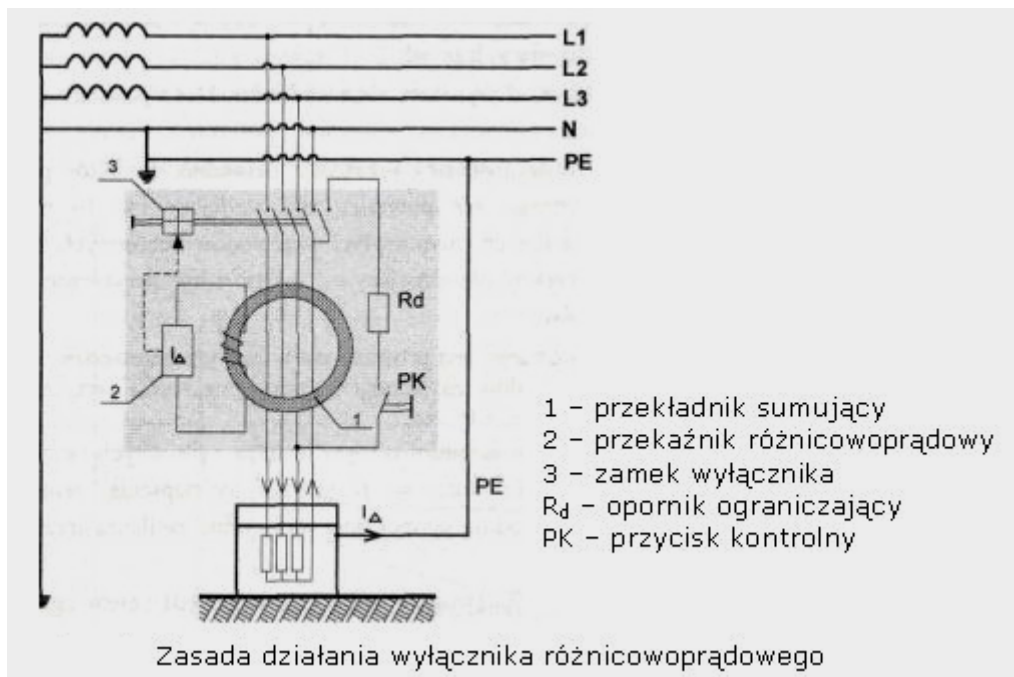 L1
L2
L3
N
PE
3
Rd
I∆
PK
2
1
PE
I∆
1 – przekładnik sumujący
2 – przekaźnik różnicowoprądowy
3 – zamek wyłącznika
Rd – opornik ograniczający
PK – przycisk kontrolny
Zasada działania wyłącznika różnicowoprądowego